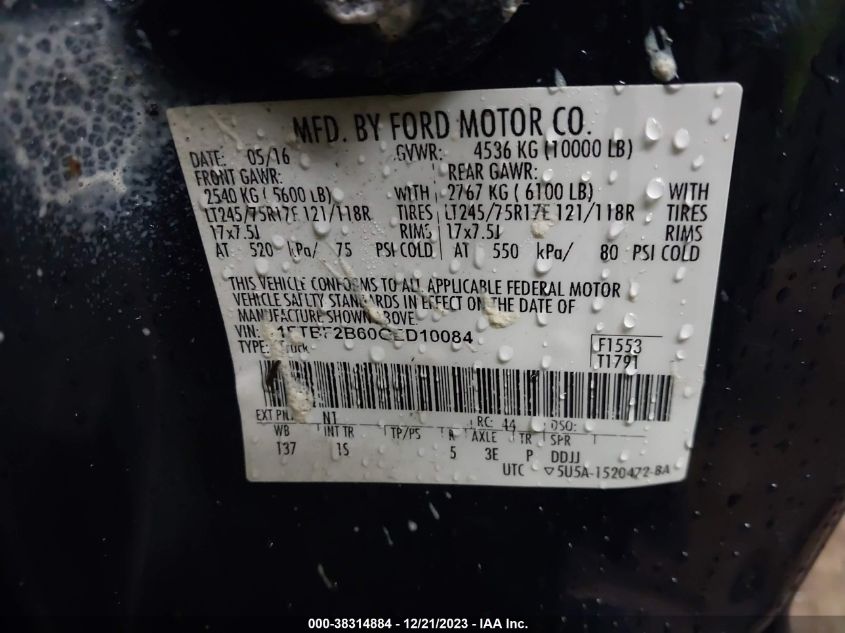 MFD. BY FORD MOTOR CO.
DATE: 05/16 GVWR: 4536 KG (10000 LB)
FRONT GAWR: REAR GAWR:
2540 KG ( 5600 LB) WITH 2767 KG ( 6100 LB) WITH
LT245/75R17E 121/118R TIRES LT245/75R17E 121/118R TIRES
17x7.5J RIMS 17x7.5J RIMS
AT 520 kPa/ 75 PSI COLD AT 550 kPa/ 80 PSI COLD
THIS VEHICLE CONFORMS TO ALL APPLICABLE FEDERAL MOTOR
VEHICLE SAFETY STANDARDS IN EFFECT ON THE DATE OF
MANUFACTURE SHOWN ABOVE.
VIN:
TYPE: Truck
F1553
T1791
EXT PNT: N1 RC: 44 DSO:
WB INT TR TP/PS R AXLE TR SPR
137 1S 5 3E P DDJJ
UTC ▽5U5A-1520472-BA
000-38314884 - 12/21/2023 - IAA Inc.